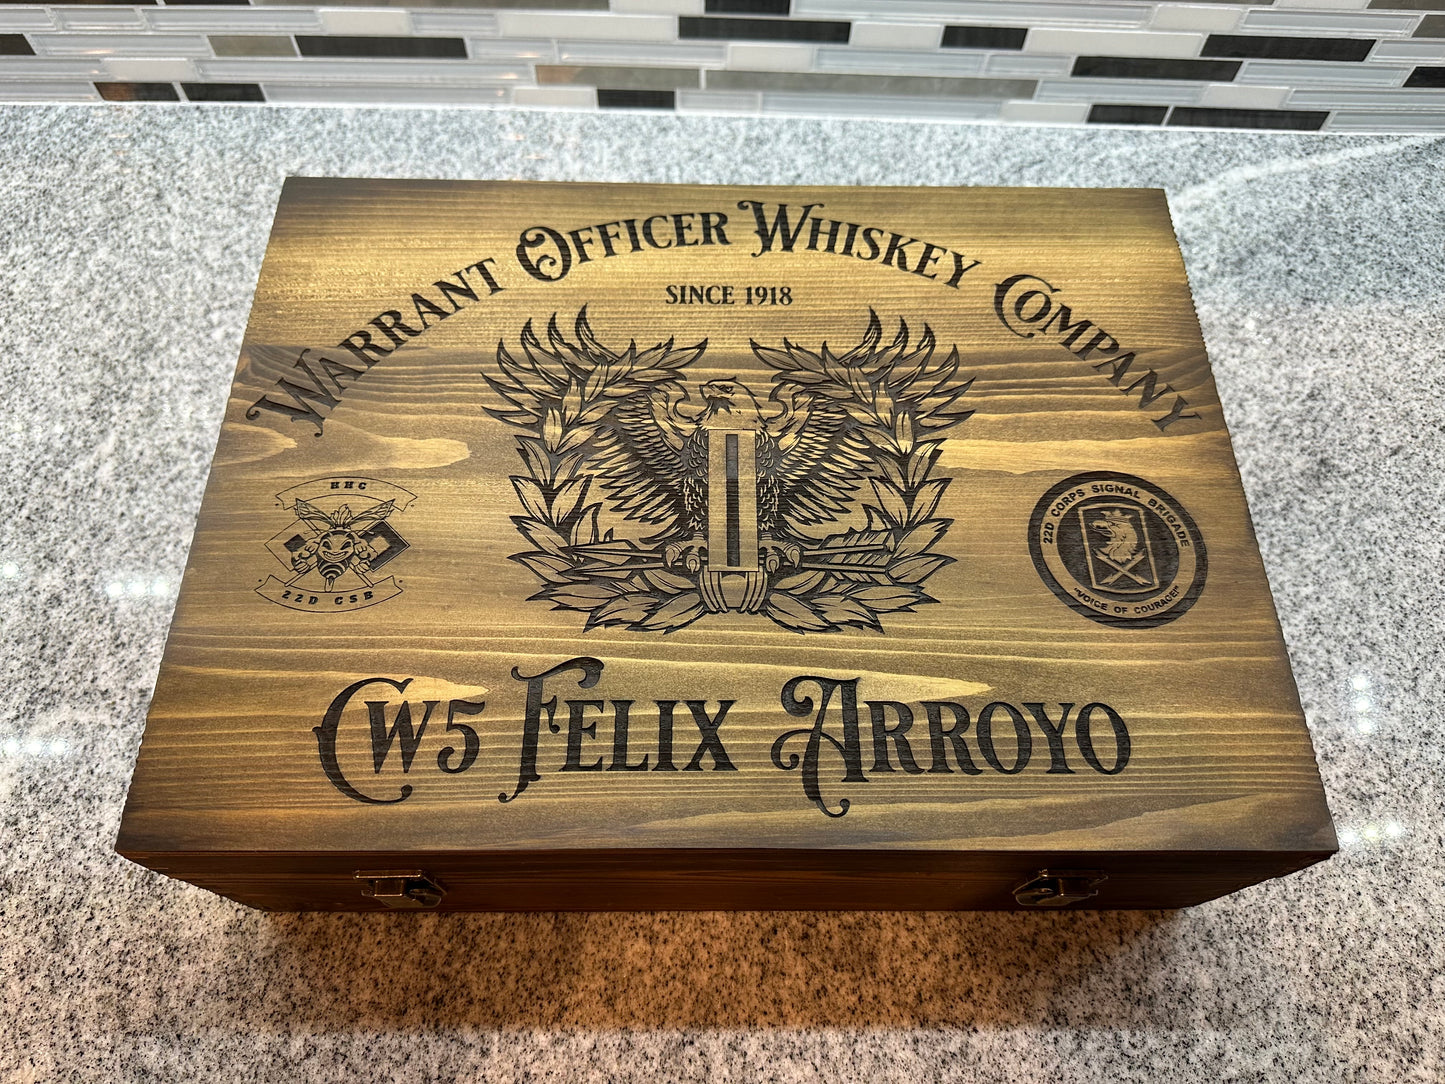 WARRANT OFFICER WHISKEY COMPANY
SINCE 1918
HHC
22D CSB
22D CORPS SIGNAL BRIGADE
"VOICE OF COURAGE!"
CW5 FELIX ARROYO